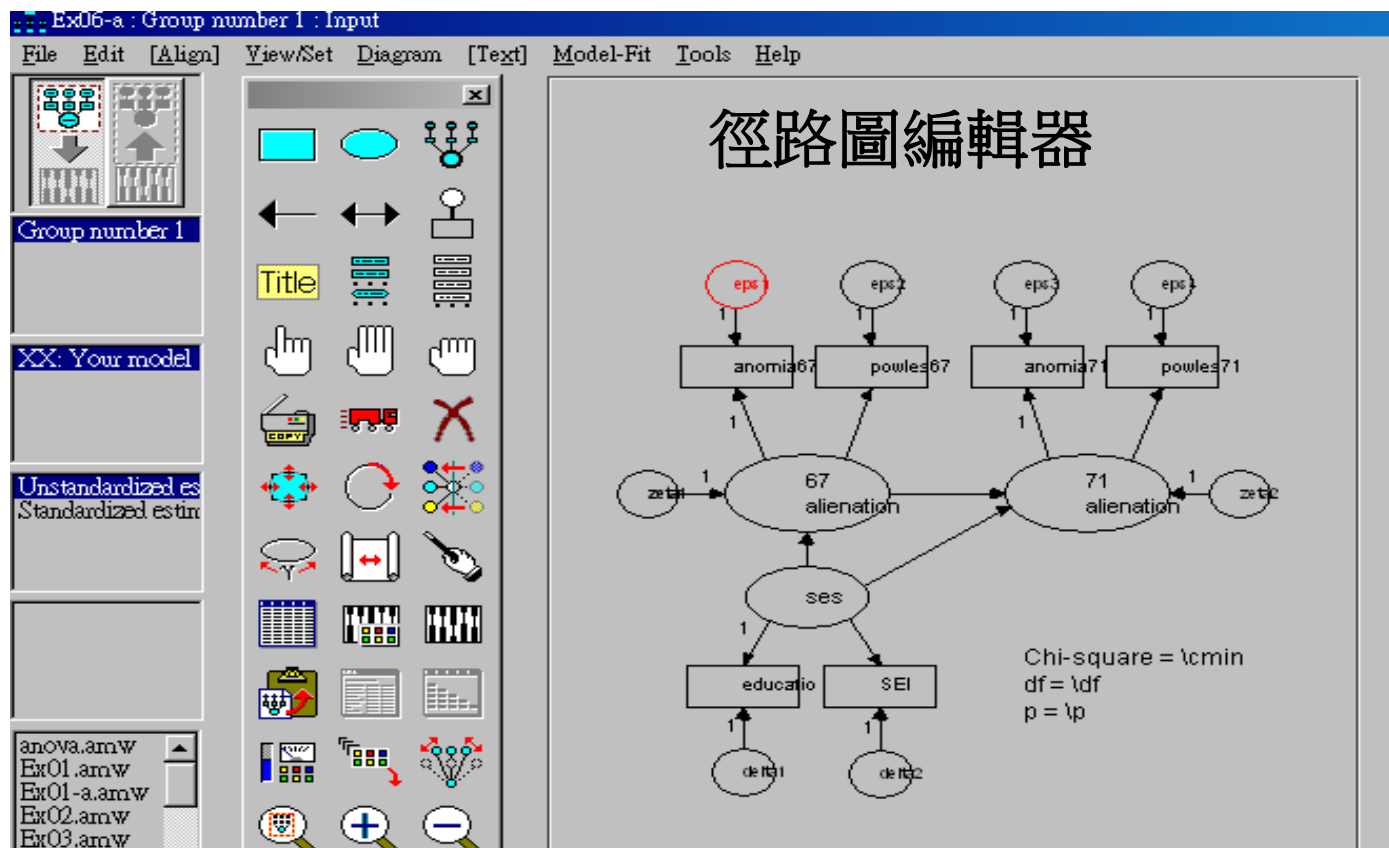 Ex06-a : Group number 1 : Input
File Edit [Align] View/Set Diagram [Text] Model-Fit Tools Help
Group number 1
XX: Your model
Unstandardized es
Standardized estim
anova.amw
Ex01.amw
Ex01-a.amw
Ex02.amw
Ex03.amw
Title
COPY
徑路圖編輯器
eps1 eps2 eps3 eps4
1 1 1 1
anomia67 powles67 anomia71 powles71
1 1
67 alienation
71 alienation
zeta1 1 1 zeta2
ses
1
educatio SEI
1 1
delta1 delta2
Chi-square = \cmin
df = \df
p = \p